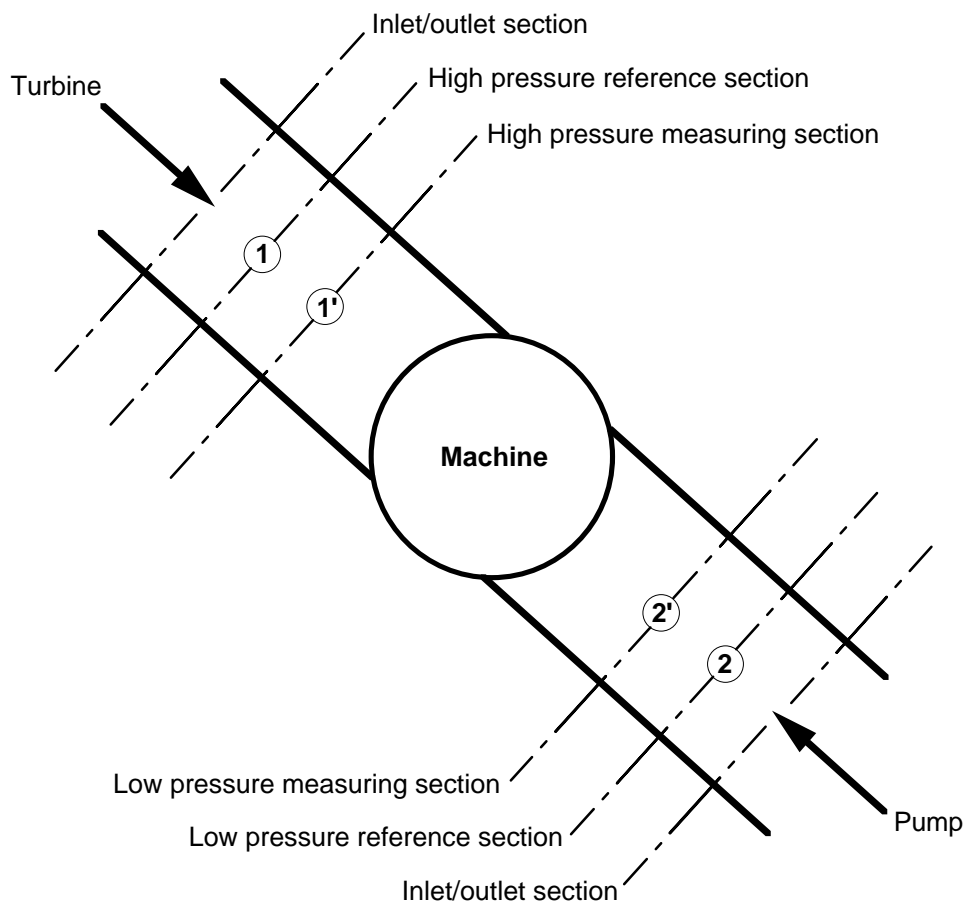 Inlet/outlet section
Turbine
High pressure reference section
High pressure measuring section
1
1'
Machine
2'
2
Low pressure measuring section
Pump
Low pressure reference section
Inlet/outlet section